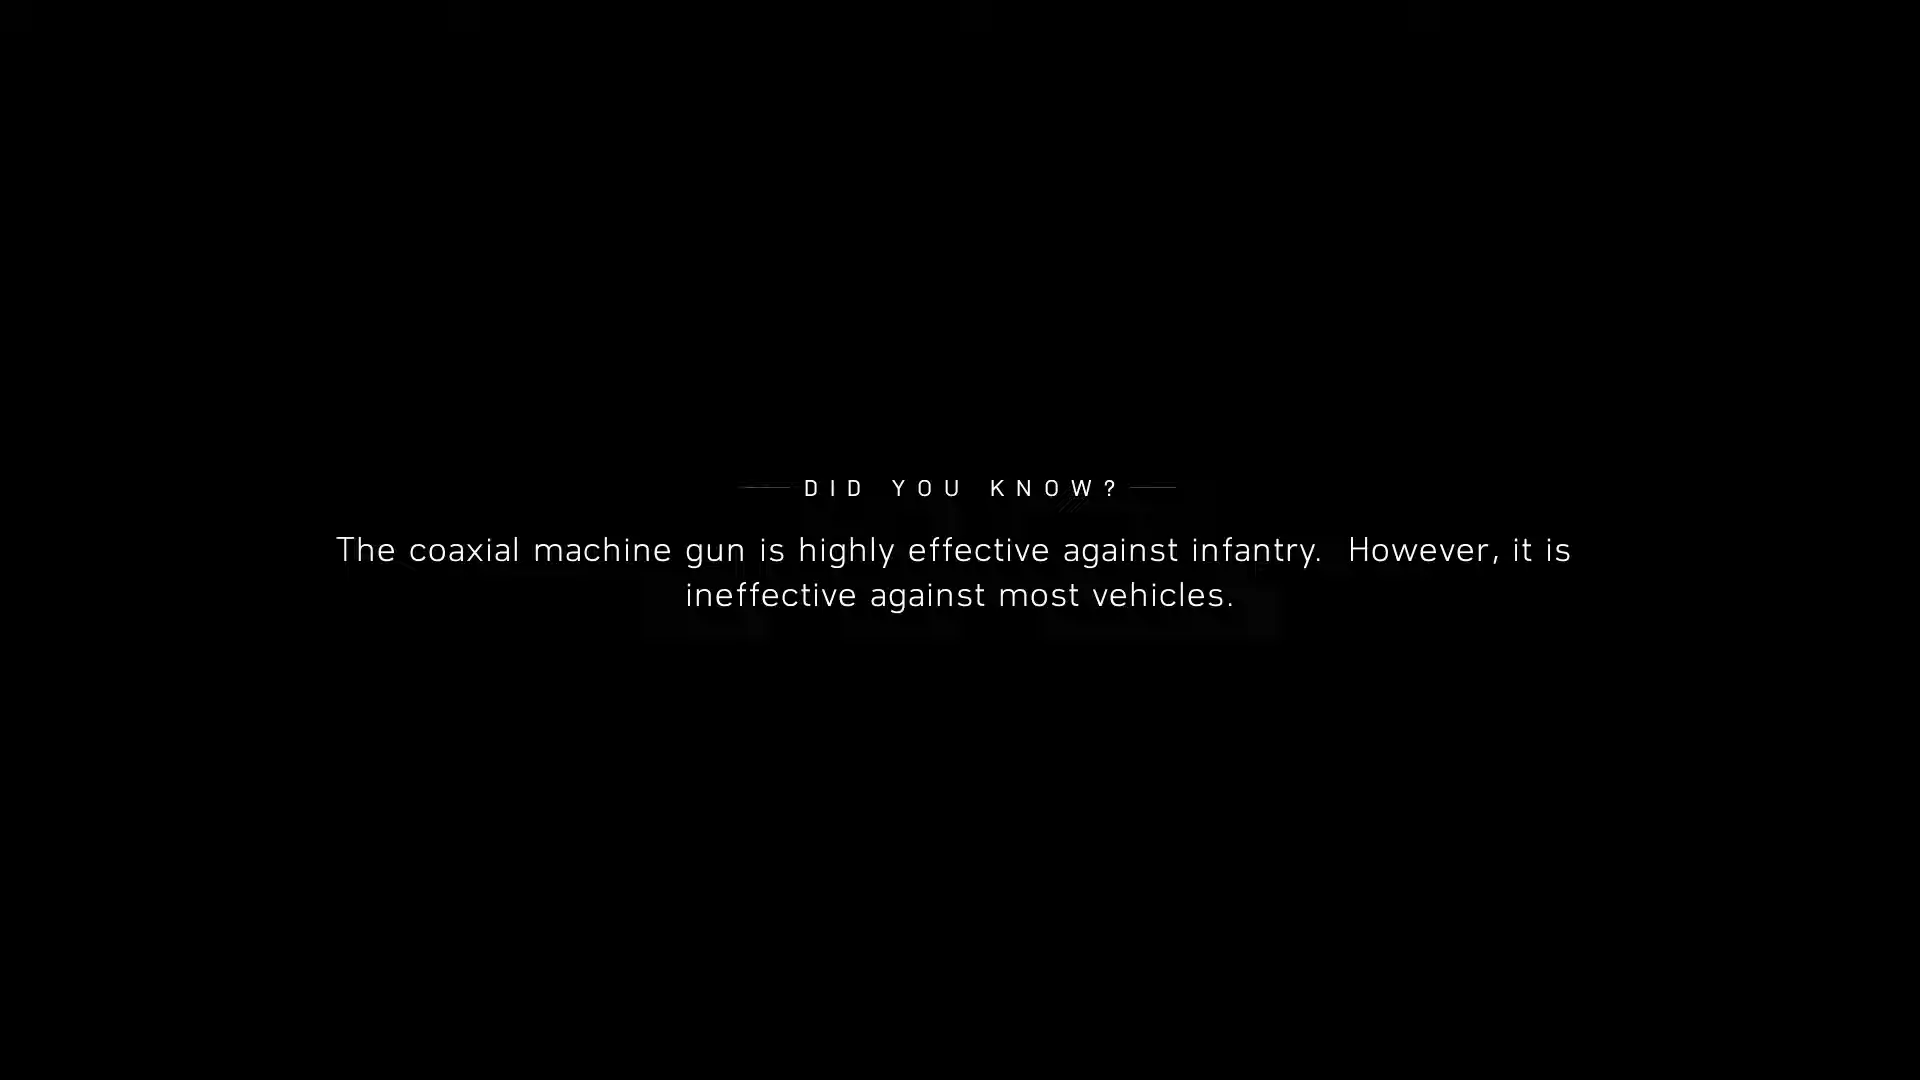 DID YOU KNOW?
The coaxial machine gun is highly effective against infantry.  However, it is
ineffective against most vehicles.